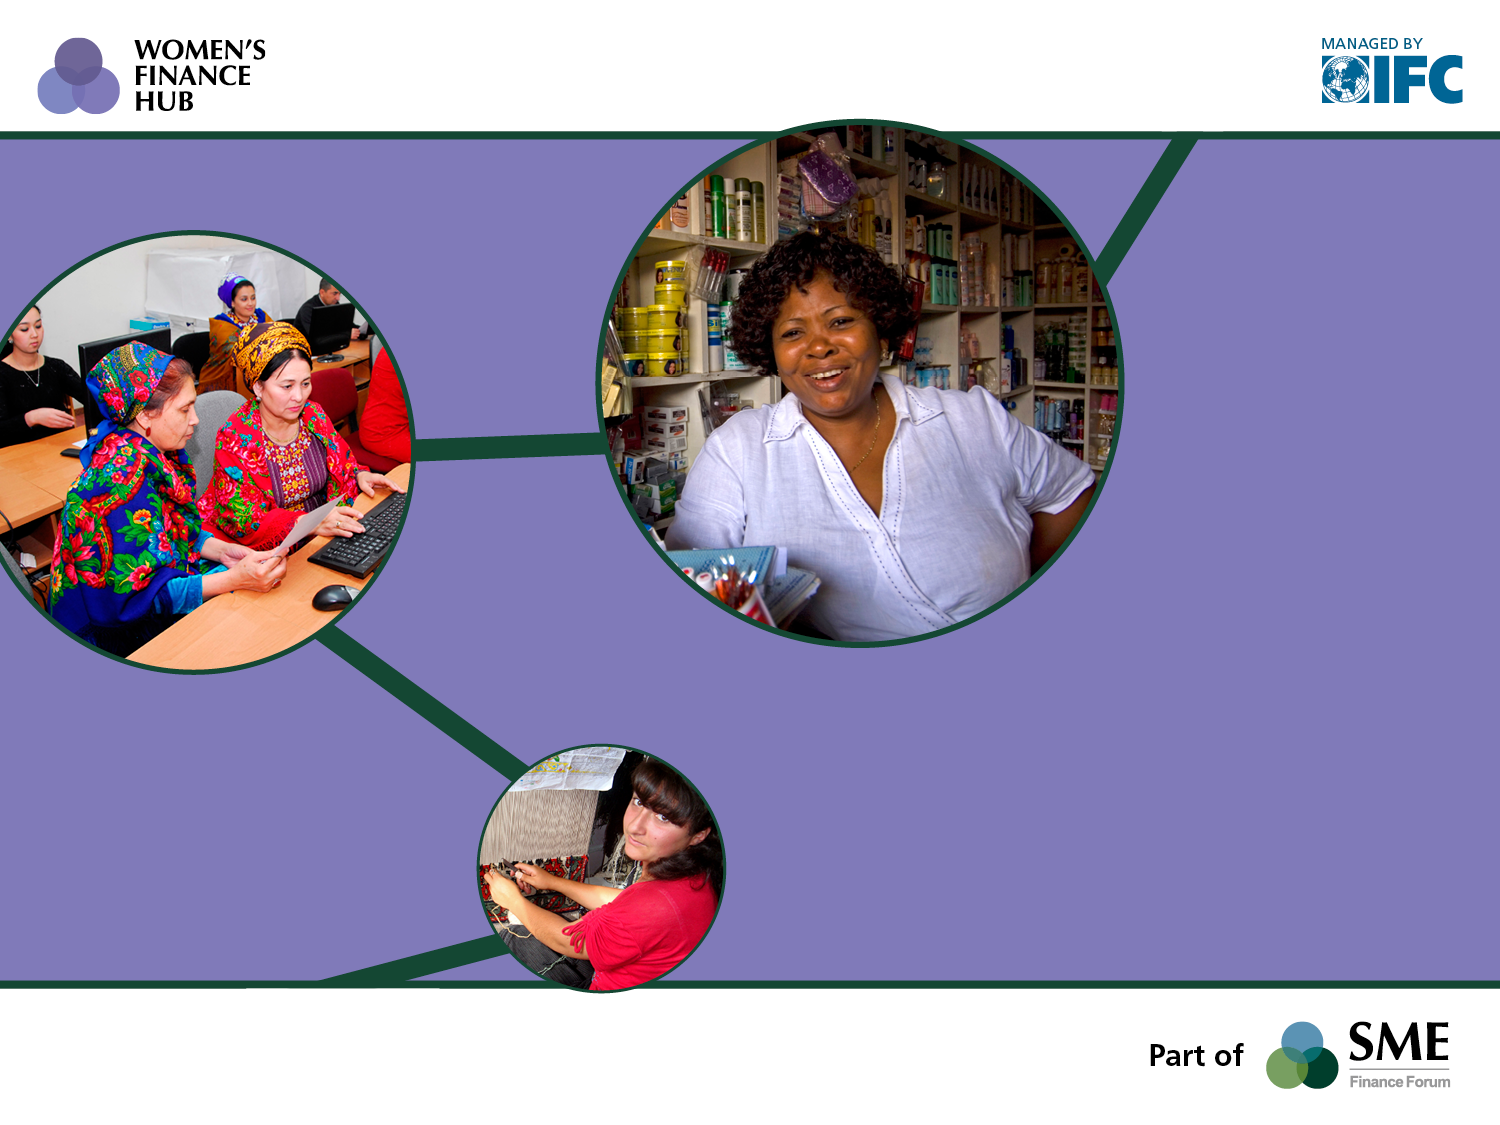 WOMEN'S
FINANCE
HUB
MANAGED BY
IFC
Part of
SME
Finance Forum